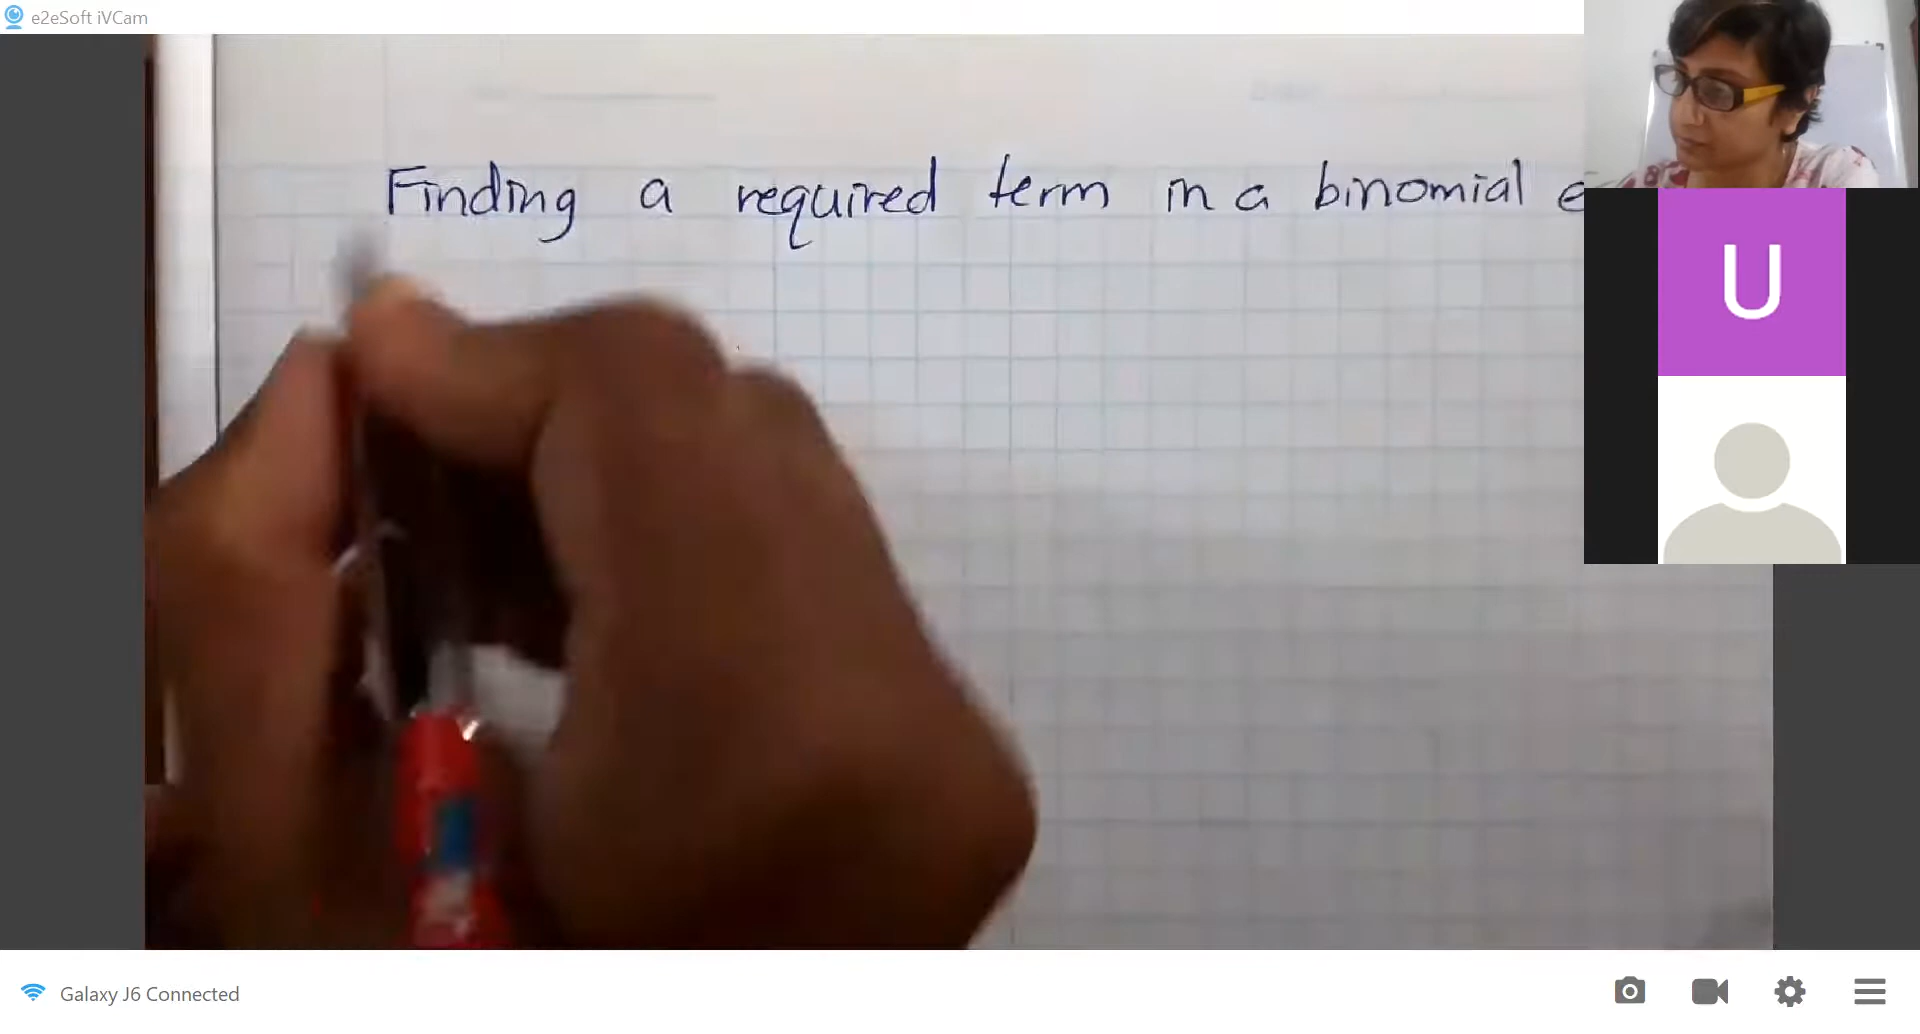 e2eSoft iVCam
Finding a required term in a binomial
U
Galaxy J6 Connected